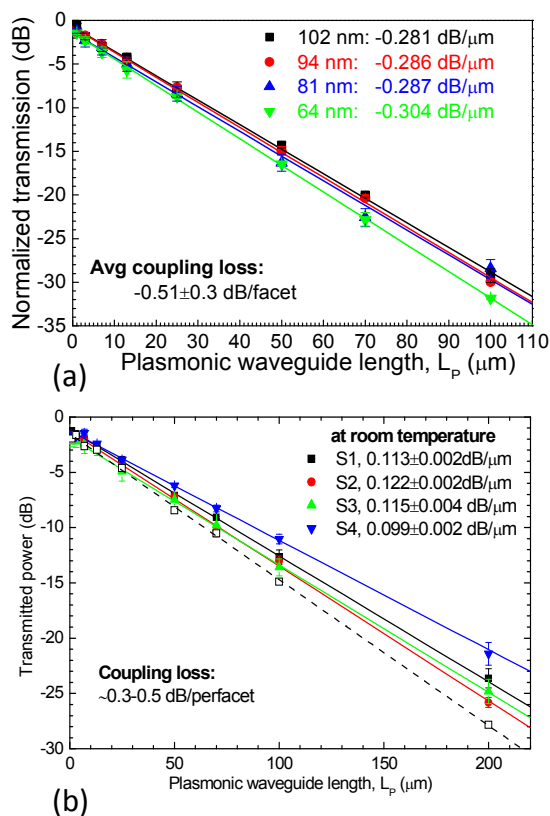 0
-5
-10
-15
-20
-25
-30
-35
Normalized transmission (dB)
102 nm: -0.281 dB/μm
94 nm: -0.286 dB/μm
81 nm: -0.287 dB/μm
64 nm: -0.304 dB/μm
Avg coupling loss:
-0.51±0.3 dB/facet
0 10 20 30 40 50 60 70 80 90 100 110
Plasmonic waveguide length, LP (μm)
(a)
0
-5
-10
-15
-20
-25
-30
Transmitted power (dB)
at room temperature
S1, 0.113±0.002dB/μm
S2, 0.122±0.002dB/μm
S3, 0.115±0.004 dB/μm
S4, 0.099±0.002 dB/μm
Coupling loss:
~0.3-0.5 dB/perfacet
0 50 100 150 200
Plasmonic waveguide length, LP (μm)
(b)